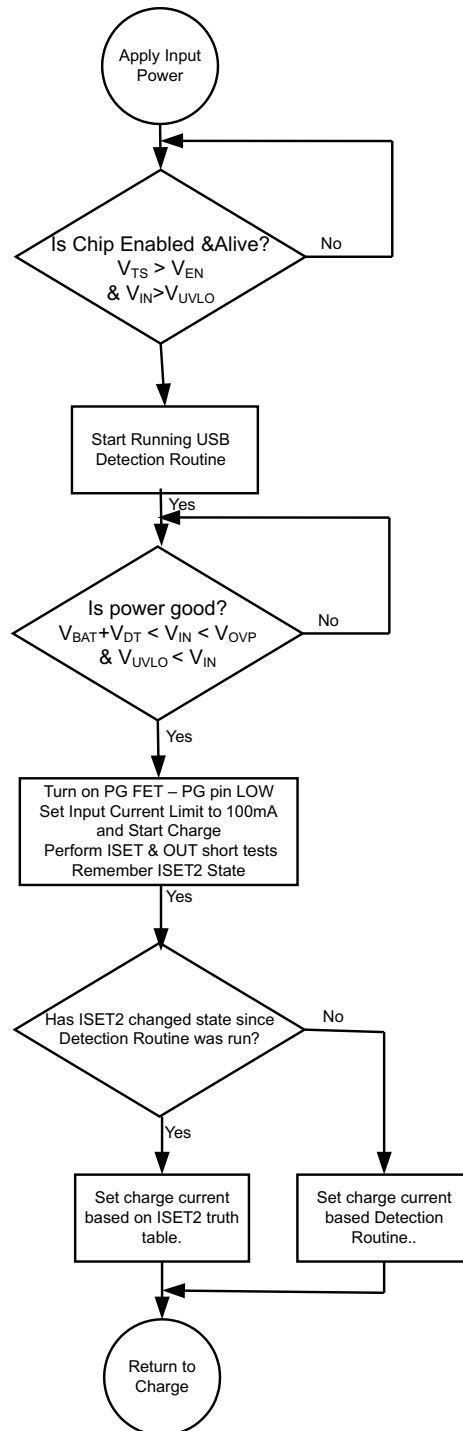 Apply Input
Power
Is Chip Enabled &Alive?
V_TS > V_EN
& V_IN>V_UVLO
No
Start Running USB
Detection Routine
Yes
Is power good?
V_BAT+V_DT < V_IN < V_OVP
& V_UVLO < V_IN
No
Yes
Turn on PG FET – PG pin LOW
Set Input Current Limit to 100mA
and Start Charge
Perform ISET & OUT short tests
Remember ISET2 State
Yes
Has ISET2 changed state since
Detection Routine was run?
No
Yes
Set charge current
based on ISET2 truth
table.
Set charge current
based Detection
Routine..
Return to
Charge